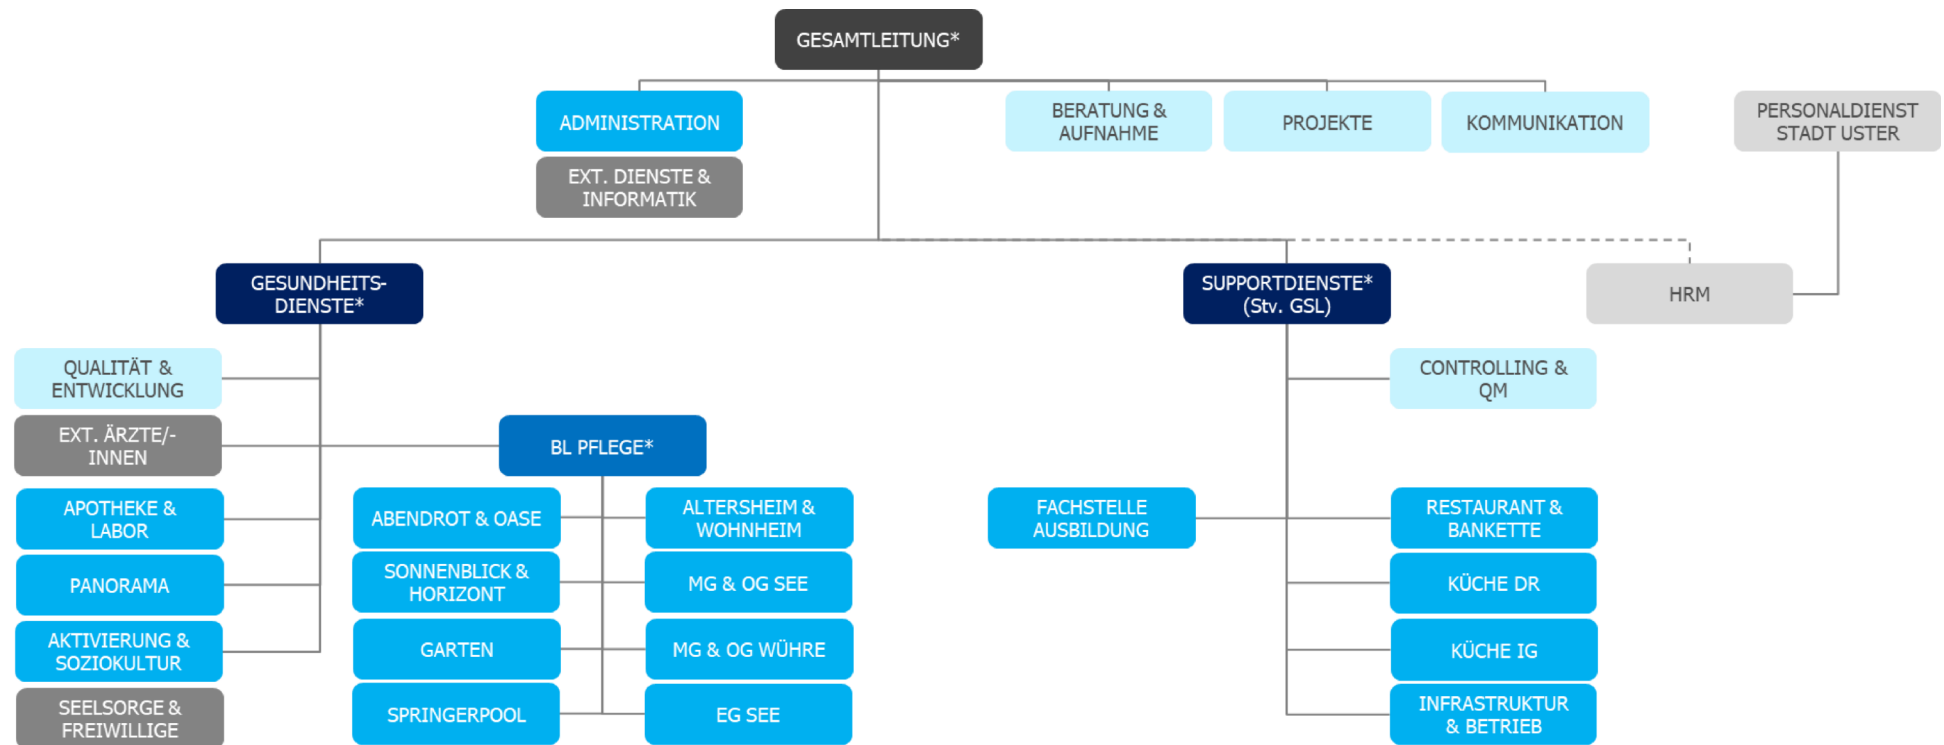 GESAMTLEITUNG*
ADMINISTRATION
EXT. DIENSTE &
INFORMATIK
BERATUNG &
AUFNAHME
PROJEKTE
KOMMUNIKATION
PERSONALDIENST
STADT USTER
GESUNDHEITS-
DIENSTE*
SUPPORTDIENSTE*
(Stv. GSL)
HRM
QUALITÄT &
ENTWICKLUNG
EXT. ÄRZTE/-
INNEN
APOTHEKE &
LABOR
PANORAMA
AKTIVIERUNG &
SOZIOKULTUR
SEELSORGE &
FREIWILLIGE
BL PFLEGE*
ABENDROT & OASE
SONNENBLICK &
HORIZONT
GARTEN
SPRINGERPOOL
ALTERSHEIM &
WOHNHEIM
MG & OG SEE
MG & OG WÜHRE
EG SEE
CONTROLLING &
QM
FACHSTELLE
AUSBILDUNG
RESTAURANT &
BANKETTE
KÜCHE DR
KÜCHE IG
INFRASTRUKTUR
& BETRIEB